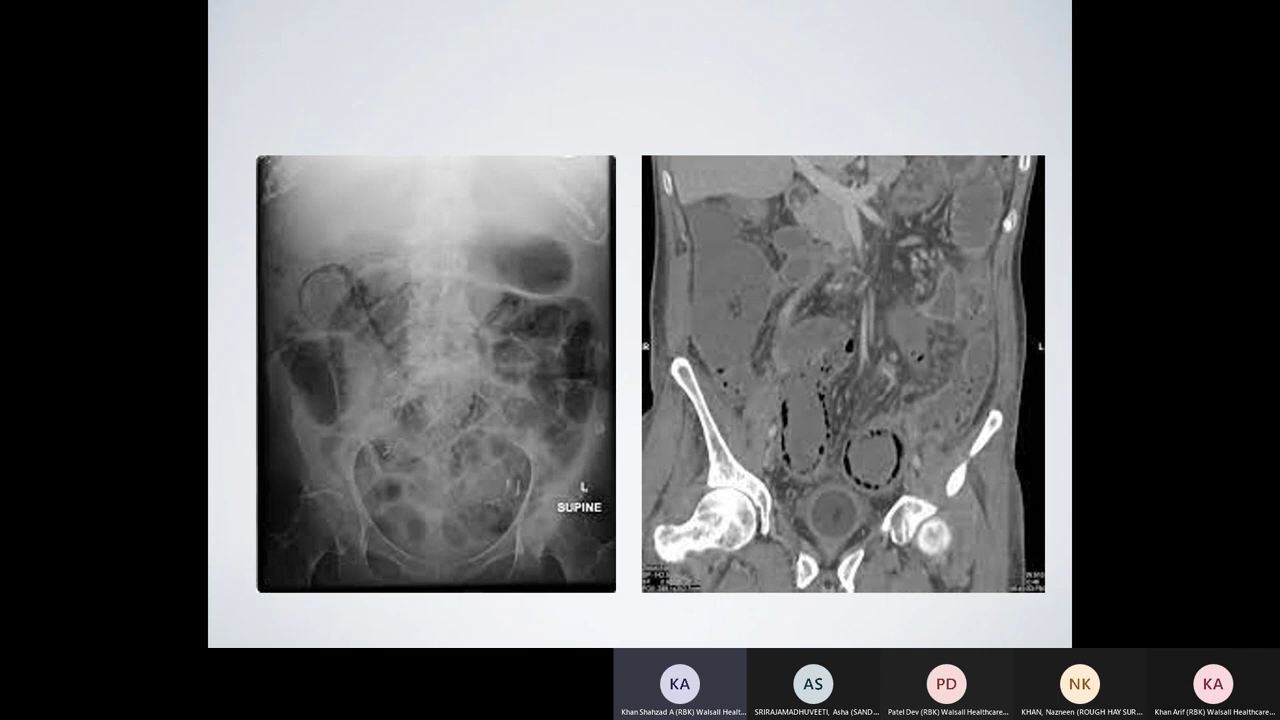 L
SUPINE
R
L
KA
AS
PD
NK
KA
Khan Shahzad A (RBK) Walsall Healt...
SRIRAJAMADHUVEETI, Asha (SAND...
Patel Dev (RBK) Walsall Healthcare...
KHAN, Nazneen (ROUGH HAY SUR...
Khan Arif (RBK) Walsall Healthcare...